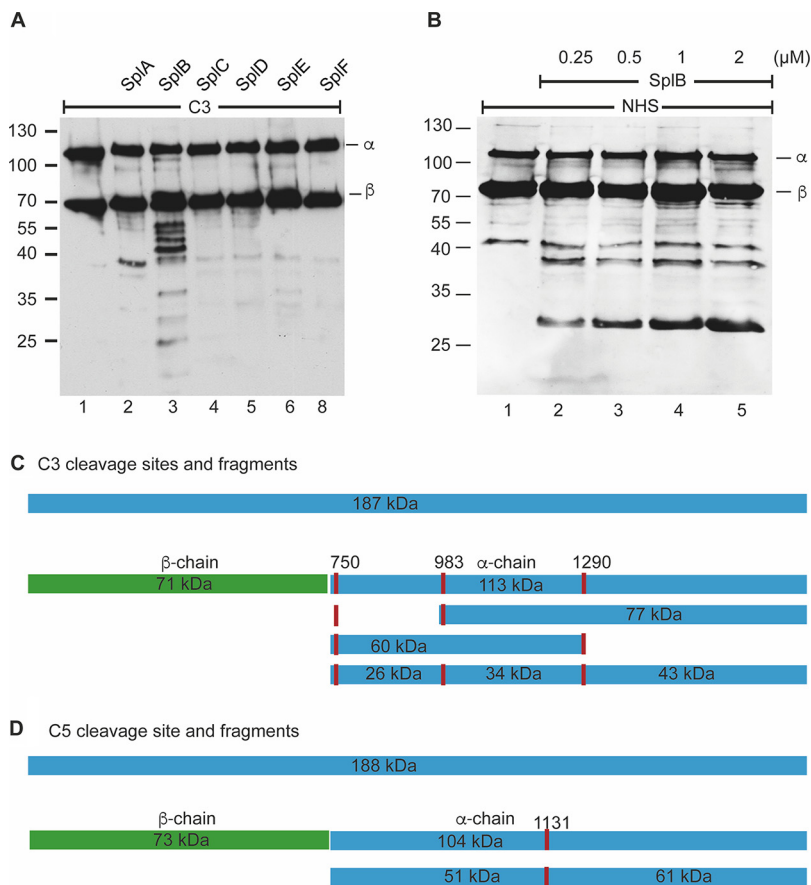 A
SplA SplB SplC SplD SplE SplF
C3
130
100
70
55
40
35
25
α
β
1 2 3 4 5 6 8
B
0.25 0.5 1 2 (µM)
SplB
NHS
130
100
70
55
40
35
25
α
β
1 2 3 4 5
C C3 cleavage sites and fragments
187 kDa
β-chain 750 983 α-chain 1290
71 kDa 113 kDa
77 kDa
60 kDa
26 kDa 34 kDa 43 kDa
D C5 cleavage site and fragments
188 kDa
β-chain α-chain 1131
73 kDa 104 kDa
51 kDa 61 kDa